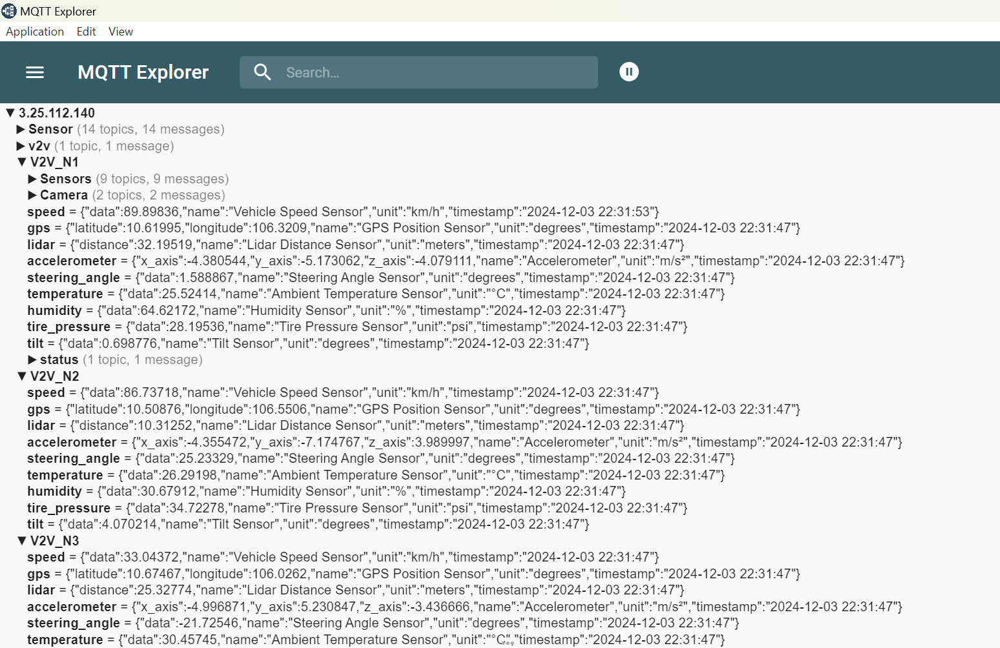 MQTT Explorer
Application Edit View
MQTT Explorer Search...
▼ 3.25.112.140
▶ Sensor (14 topics, 14 messages)
▶ v2v (1 topic, 1 message)
▼ V2V_N1
▶ Sensors (9 topics, 9 messages)
▶ Camera (2 topics, 2 messages)
speed = {"data":89.89836,"name":"Vehicle Speed Sensor","unit":"km/h","timestamp":"2024-12-03 22:31:53"}
gps = {"latitude":10.61995,"longitude":106.3209,"name":"GPS Position Sensor","unit":"degrees","timestamp":"2024-12-03 22:31:47"}
lidar = {"distance":32.19519,"name":"Lidar Distance Sensor","unit":"meters","timestamp":"2024-12-03 22:31:47"}
accelerometer = {"x_axis":-4.380544,"y_axis":-5.173062,"z_axis":-4.079111,"name":"Accelerometer","unit":"m/s²","timestamp":"2024-12-03 22:31:47"}
steering_angle = {"data":1.588867,"name":"Steering Angle Sensor","unit":"degrees","timestamp":"2024-12-03 22:31:47"}
temperature = {"data":25.52414,"name":"Ambient Temperature Sensor","unit":"°C","timestamp":"2024-12-03 22:31:47"}
humidity = {"data":64.62172,"name":"Humidity Sensor","unit":"%","timestamp":"2024-12-03 22:31:47"}
tire_pressure = {"data":28.19536,"name":"Tire Pressure Sensor","unit":"psi","timestamp":"2024-12-03 22:31:47"}
tilt = {"data":0.698776,"name":"Tilt Sensor","unit":"degrees","timestamp":"2024-12-03 22:31:47"}
▶ status (1 topic, 1 message)
▼ V2V_N2
speed = {"data":86.73718,"name":"Vehicle Speed Sensor","unit":"km/h","timestamp":"2024-12-03 22:31:47"}
gps = {"latitude":10.50876,"longitude":106.5506,"name":"GPS Position Sensor","unit":"degrees","timestamp":"2024-12-03 22:31:47"}
lidar = {"distance":10.31252,"name":"Lidar Distance Sensor","unit":"meters","timestamp":"2024-12-03 22:31:47"}
accelerometer = {"x_axis":-4.355472,"y_axis":-7.174767,"z_axis":3.989997,"name":"Accelerometer","unit":"m/s²","timestamp":"2024-12-03 22:31:47"}
steering_angle = {"data":25.23329,"name":"Steering Angle Sensor","unit":"degrees","timestamp":"2024-12-03 22:31:47"}
temperature = {"data":26.29198,"name":"Ambient Temperature Sensor","unit":"°C","timestamp":"2024-12-03 22:31:47"}
humidity = {"data":30.67912,"name":"Humidity Sensor","unit":"%","timestamp":"2024-12-03 22:31:47"}
tire_pressure = {"data":34.72278,"name":"Tire Pressure Sensor","unit":"psi","timestamp":"2024-12-03 22:31:47"}
tilt = {"data":4.070214,"name":"Tilt Sensor","unit":"degrees","timestamp":"2024-12-03 22:31:47"}
▼ V2V_N3
speed = {"data":33.04372,"name":"Vehicle Speed Sensor","unit":"km/h","timestamp":"2024-12-03 22:31:47"}
gps = {"latitude":10.67467,"longitude":106.0262,"name":"GPS Position Sensor","unit":"degrees","timestamp":"2024-12-03 22:31:47"}
lidar = {"distance":25.32774,"name":"Lidar Distance Sensor","unit":"meters","timestamp":"2024-12-03 22:31:47"}
accelerometer = {"x_axis":-4.996871,"y_axis":5.230847,"z_axis":-3.436666,"name":"Accelerometer","unit":"m/s²","timestamp":"2024-12-03 22:31:47"}
steering_angle = {"data":-21.72546,"name":"Steering Angle Sensor","unit":"degrees","timestamp":"2024-12-03 22:31:47"}
temperature = {"data":30.45745,"name":"Ambient Temperature Sensor","unit":"°C","timestamp":"2024-12-03 22:31:47"}